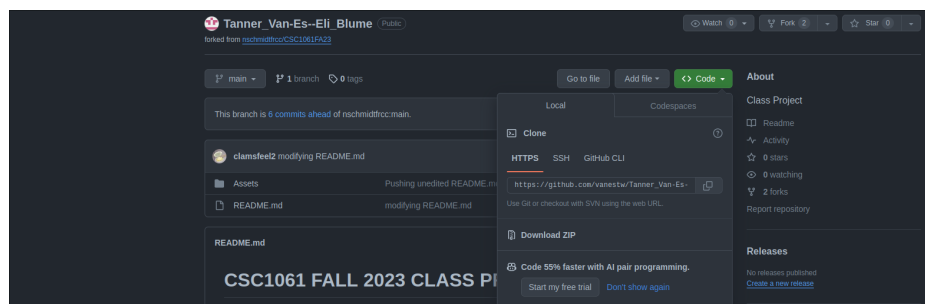 Tanner_Van-Es--Eli_Blume Public
Watch 0 Fork 2 Star 0
forked from nschmidtfrcc/CSC1061FA23
main 1 branch 0 tags Go to file Add file Code
This branch is 6 commits ahead of nschmidtfrcc:main.
clamsfeel2 modifying README.md
Assets Pushing unedited README.m
README.md modifying README.md
README.md
CSC1061 FALL 2023 CLASS P
Local Codespaces
Clone
HTTPS SSH GitHub CLI
https://github.com/vanestw/Tanner_Van-Es-
Use Git or checkout with SVN using the web URL.
Download ZIP
Code 55% faster with AI pair programming.
Start my free trial Don't show again
About
Class Project
Readme
Activity
0 stars
0 watching
2 forks
Report repository
Releases
No releases published
Create a new release